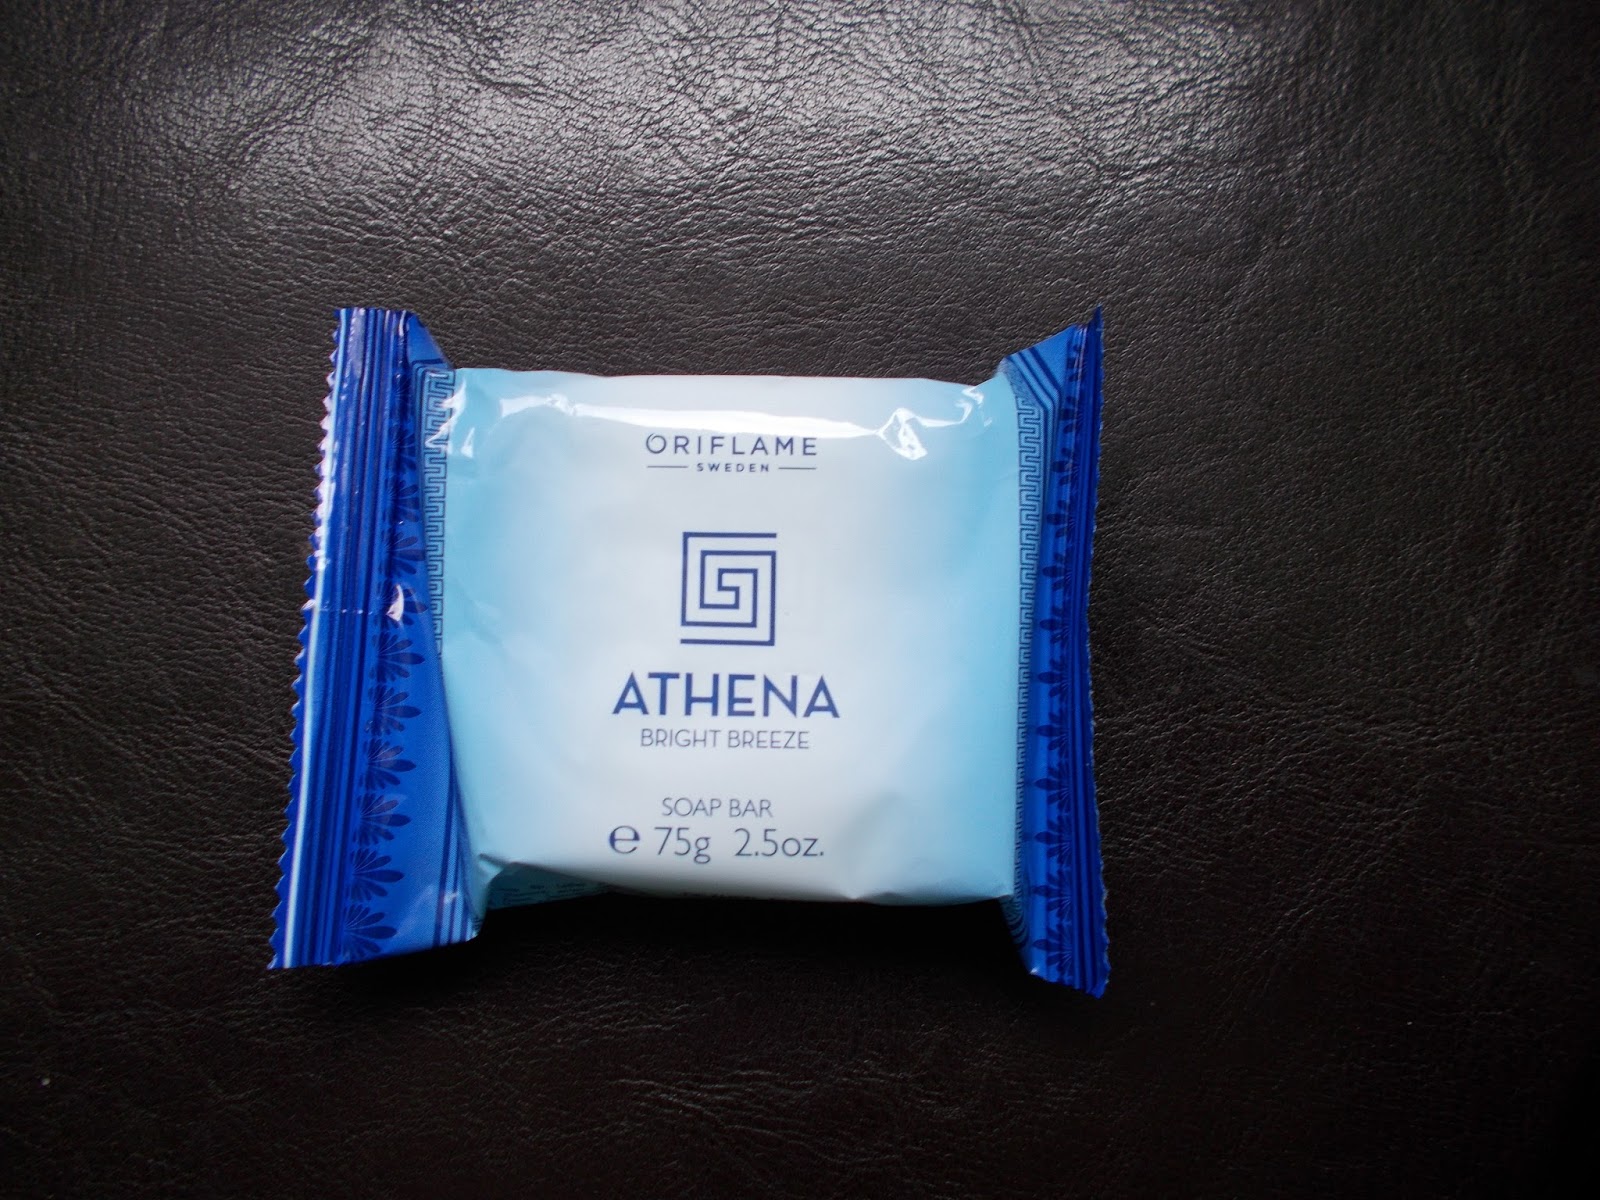 ORIFLAME
SWEDEN
ATHENA
BRIGHT BREEZE
SOAP BAR
℮ 75g 2.5oz.